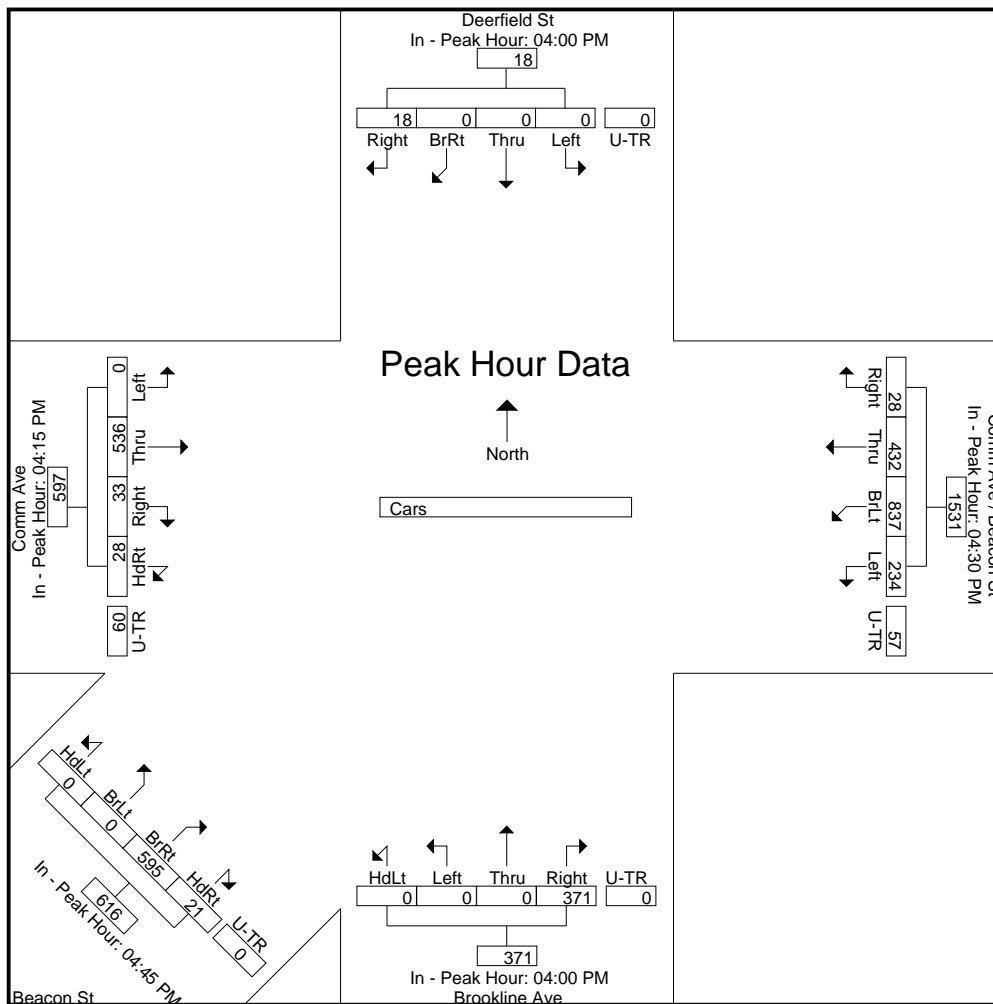 Deerfield St
In - Peak Hour: 04:00 PM
18
18 0 0 0 0
Right BrRt Thru Left U-TR
Peak Hour Data
North
Cars
Comm Ave
In - Peak Hour: 04:15 PM
597
0 536 33 28 60
Left Thru Right HdRt U-TR
Comm Ave / Beacon St
In - Peak Hour: 04:30 PM
1531
28 432 837 234 57
Right Thru BrLt Left U-TR
HdLt BrLt BrRt HdRt U-TR
0 0 595 21 0
616
In - Peak Hour: 04:45 PM
Beacon St
HdLt Left Thru Right U-TR
0 0 0 371 0
371
In - Peak Hour: 04:00 PM
Brookline Ave